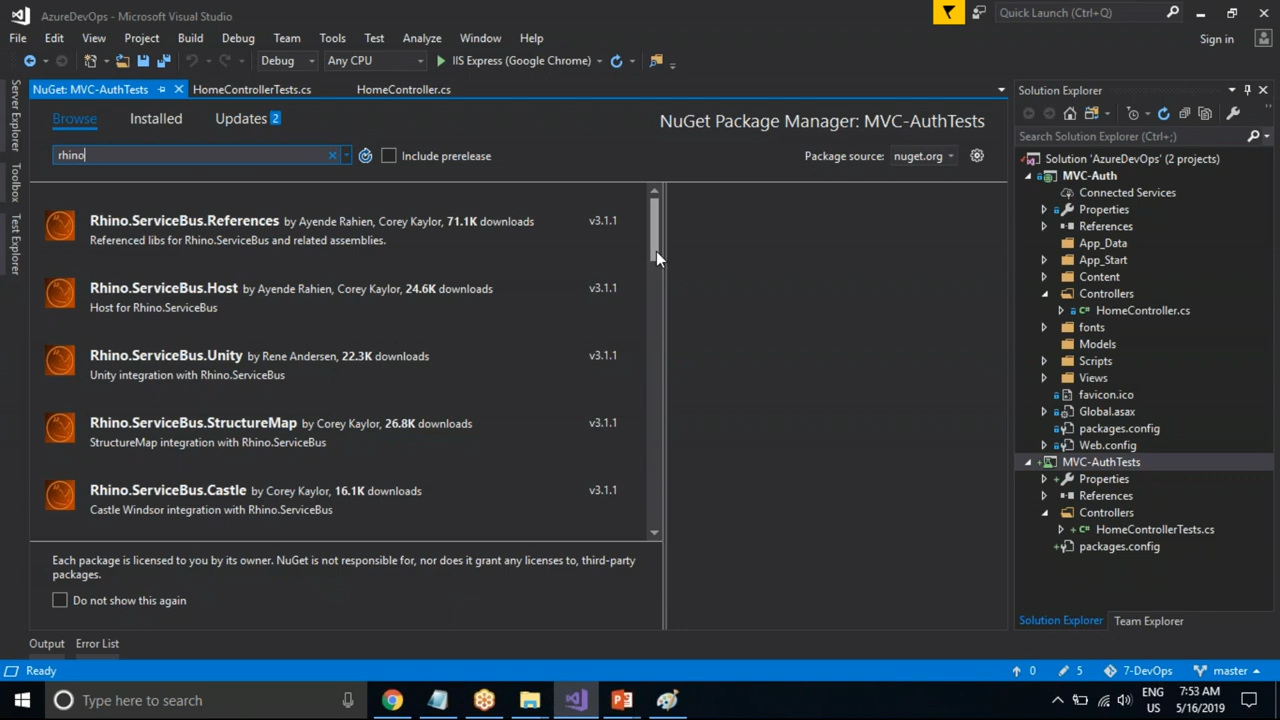 AzureDevOps - Microsoft Visual Studio
Quick Launch (Ctrl+Q)
File Edit View Project Build Debug Team Tools Test Analyze Window Help
Sign in
Debug Any CPU IIS Express (Google Chrome)
Server Explorer
Toolbox
Test Explorer
NuGet: MVC-AuthTests HomeControllerTests.cs HomeController.cs
Browse Installed Updates 2
NuGet Package Manager: MVC-AuthTests
rhino
Include prerelease
Package source: nuget.org
Rhino.ServiceBus.References by Ayende Rahien, Corey Kaylor, 71.1K downloads v3.1.1
Referenced libs for Rhino.ServiceBus and related assemblies.
Rhino.ServiceBus.Host by Ayende Rahien, Corey Kaylor, 24.6K downloads v3.1.1
Host for Rhino.ServiceBus
Rhino.ServiceBus.Unity by Rene Andersen, 22.3K downloads v3.1.1
Unity integration with Rhino.ServiceBus
Rhino.ServiceBus.StructureMap by Corey Kaylor, 26.8K downloads v3.1.1
StructureMap integration with Rhino.ServiceBus
Rhino.ServiceBus.Castle by Corey Kaylor, 16.1K downloads v3.1.1
Castle Windsor integration with Rhino.ServiceBus
Each package is licensed to you by its owner. NuGet is not responsible for, nor does it grant any licenses to, third-party
packages.
Do not show this again
Solution Explorer
Search Solution Explorer (Ctrl+;)
Solution 'AzureDevOps' (2 projects)
MVC-Auth
Connected Services
Properties
References
App_Data
App_Start
Content
Controllers
HomeController.cs
fonts
Models
Scripts
Views
favicon.ico
Global.asax
packages.config
Web.config
MVC-AuthTests
Properties
References
Controllers
HomeControllerTests.cs
packages.config
Solution Explorer Team Explorer
Output Error List
Ready
0 5 7-DevOps master
Type here to search
ENG
US
7:53 AM
5/16/2019